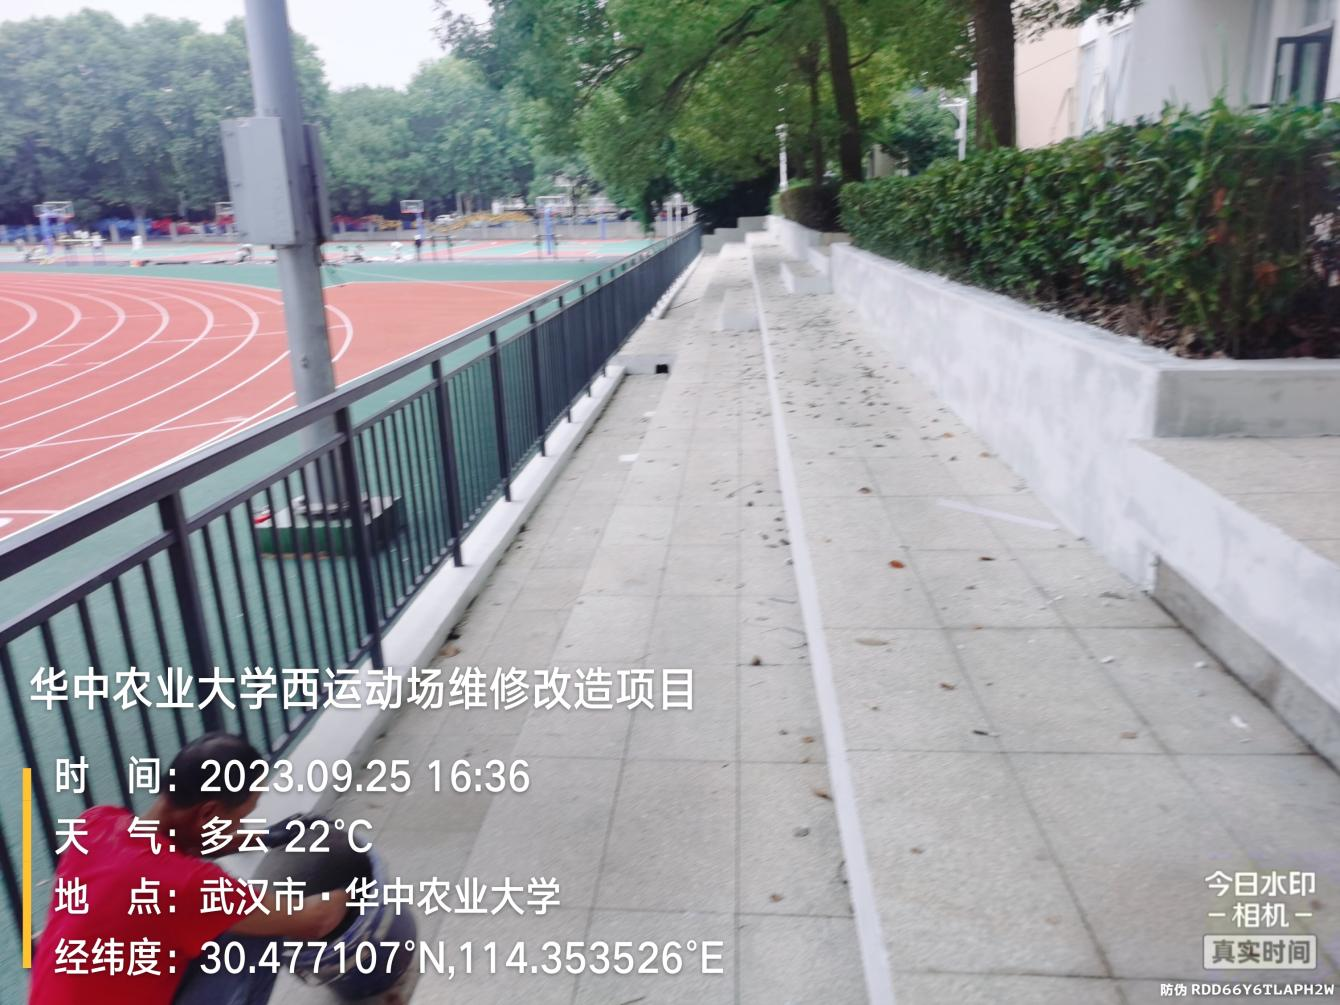 华中农业大学西运动场维修改造项目
时 间：2023.09.25 16:36
天 气：多云 22℃
地 点：武汉市·华中农业大学
经纬度：30.477107°N,114.353526°E
今日水印
-相机-
真实时间
防伪 RDD66Y6TLAPH2W